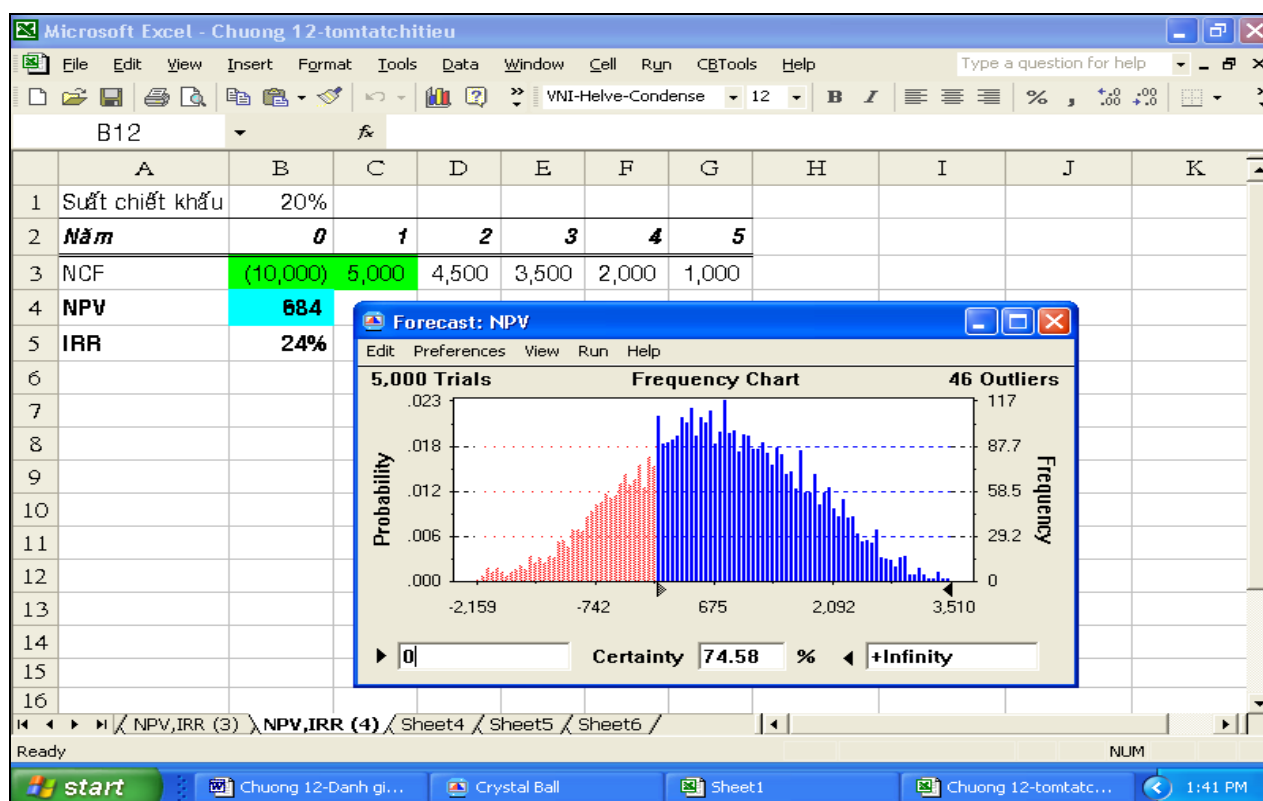 Microsoft Excel - Chuong 12-tomtatchitieu
File Edit View Insert Format Tools Data Window Cell Run CBTools Help Type a question for help
VNI-Helve-Condense 12 B I % , .00 .00
B12 fx
A B C D E F G H I J K
1 Suất chiết khấu 20%
2 Năm 0 1 2 3 4 5
3 NCF (10,000) 5,000 4,500 3,500 2,000 1,000
4 NPV 684
5 IRR 24%
6
7
8
9
10
11
12
13
14
15
16
Forecast: NPV
Edit Preferences View Run Help
5,000 Trials Frequency Chart 46 Outliers
.023 117
.018 87.7
.012 58.5
.006 29.2
.000 0
Probability
Frequency
-2,159 -742 675 2,092 3,510
0 Certainty 74.58 % +Infinity
NPV,IRR (3) NPV,IRR (4) Sheet4 Sheet5 Sheet6
Ready NUM
start Chuong 12-Danh gi... Crystal Ball Sheet1 Chuong 12-tomtatc... 1:41 PM